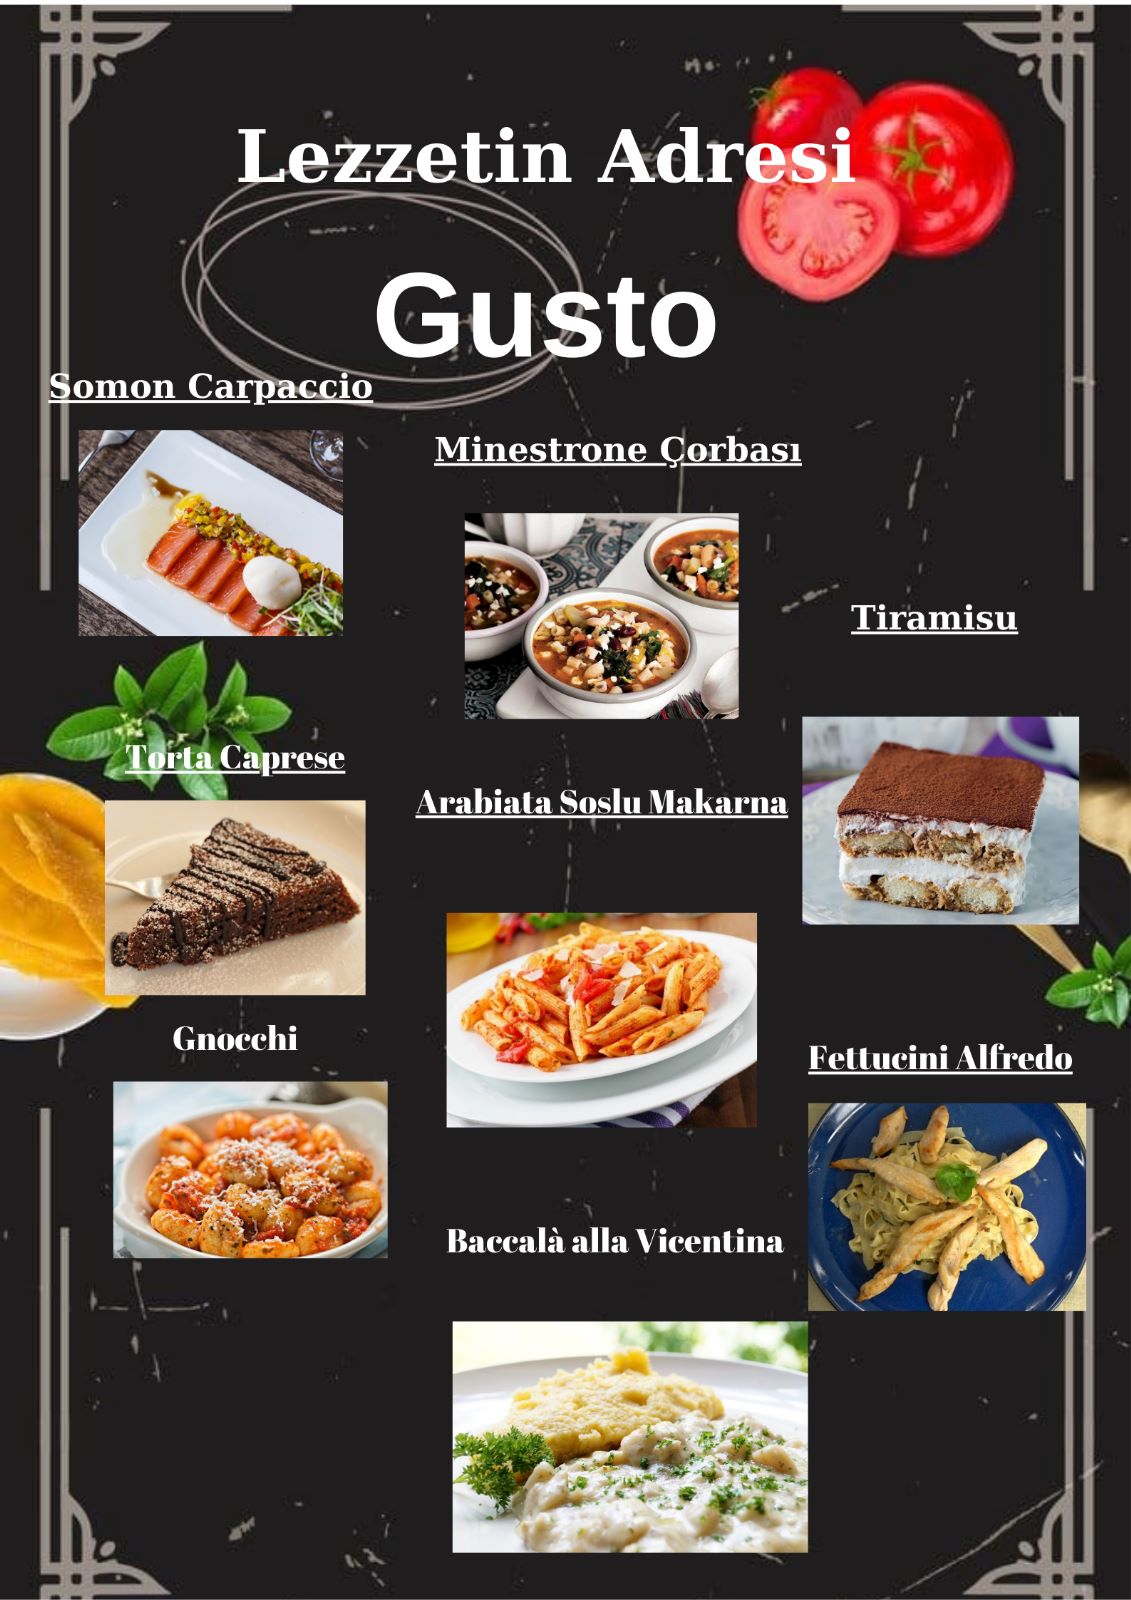 Lezzetin Adresi
Gusto
Somon Carpaccio
Minestrone Çorbası
Tiramisu
Torta Caprese
Arabiata Soslu Makarna
Gnocchi
Fettucini Alfredo
Baccalà alla Vicentina